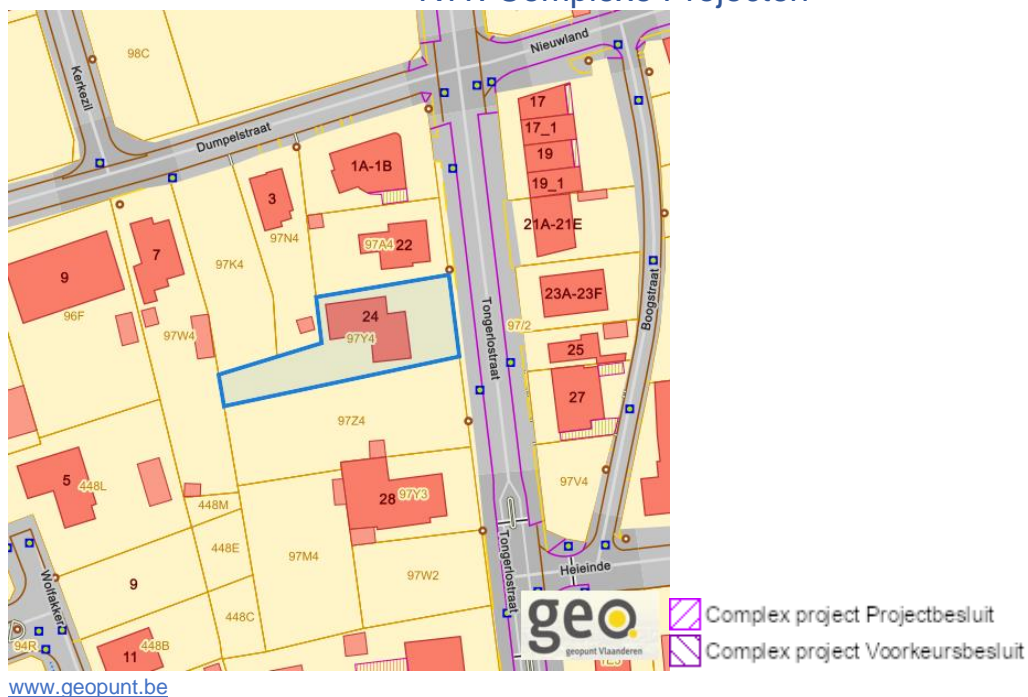 98C
Nieuwland
Kerkezil
Dumpelstraat
17
17_1
1A-1B
19
19_1
3
97N4
97A4 22
21A-21E
7
97K4
9
96F
24
97Y4
23A-23F
Tongerlostraat
97/2
Boogstraat
97W4
25
27
97Z4
5 448L
448M
28 97Y3
97V4
448E
97M4
97W2
Tongerlostraat
Heieinde
Wolfakker
9
448C
94R
448B
11
geo
geopunt Vlaanderen
Complex project Projectbesluit
Complex project Voorkeursbesluit
www.geopunt.be